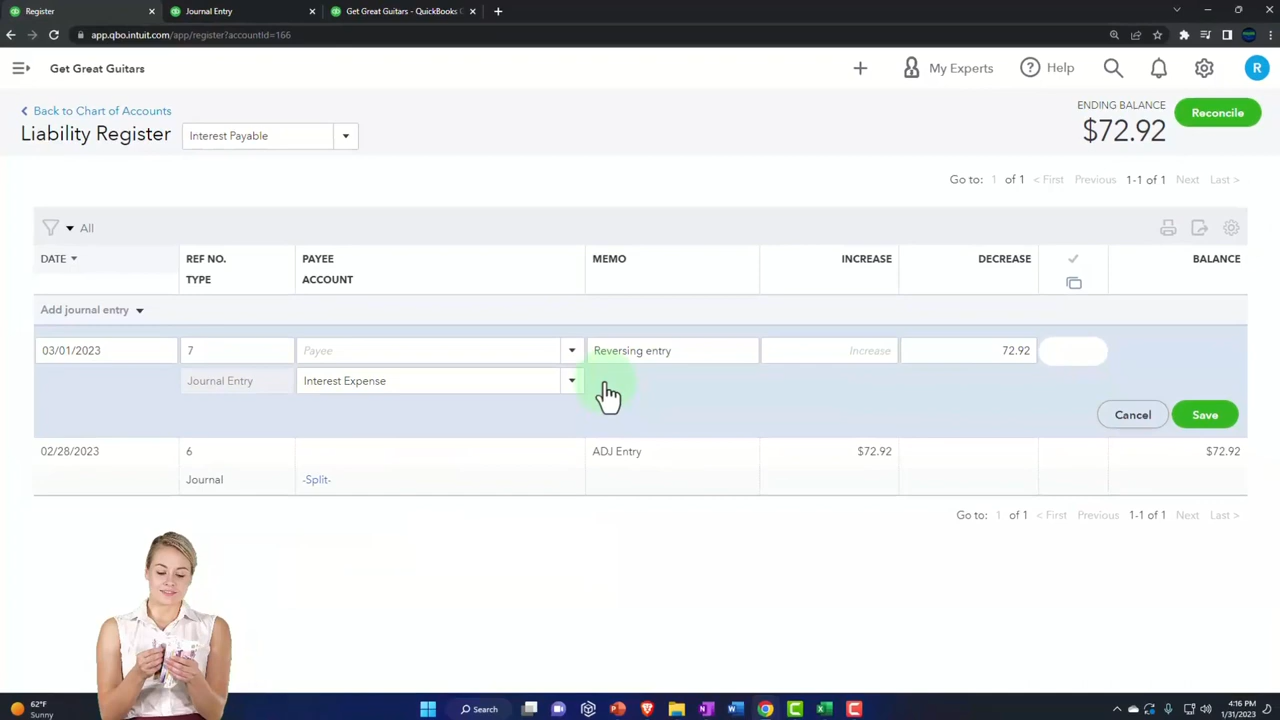 Register
Journal Entry
Get Great Guitars - QuickBooks
app.qbo.intuit.com/app/register?accountId=166
Get Great Guitars
My Experts
Help
R
Back to Chart of Accounts
Liability Register
Interest Payable
ENDING BALANCE
$72.92
Reconcile
Go to: 1 of 1 < First Previous 1-1 of 1 Next Last >
All
DATE REF NO. PAYEE MEMO INCREASE DECREASE BALANCE
TYPE ACCOUNT
Add journal entry
03/01/2023 7 Payee Reversing entry Increase 72.92
Journal Entry Interest Expense
Cancel Save
02/28/2023 6 ADJ Entry $72.92 $72.92
Journal -Split-
Go to: 1 of 1 < First Previous 1-1 of 1 Next Last >
62°F
Sunny
Search
4:16 PM
1/31/2023